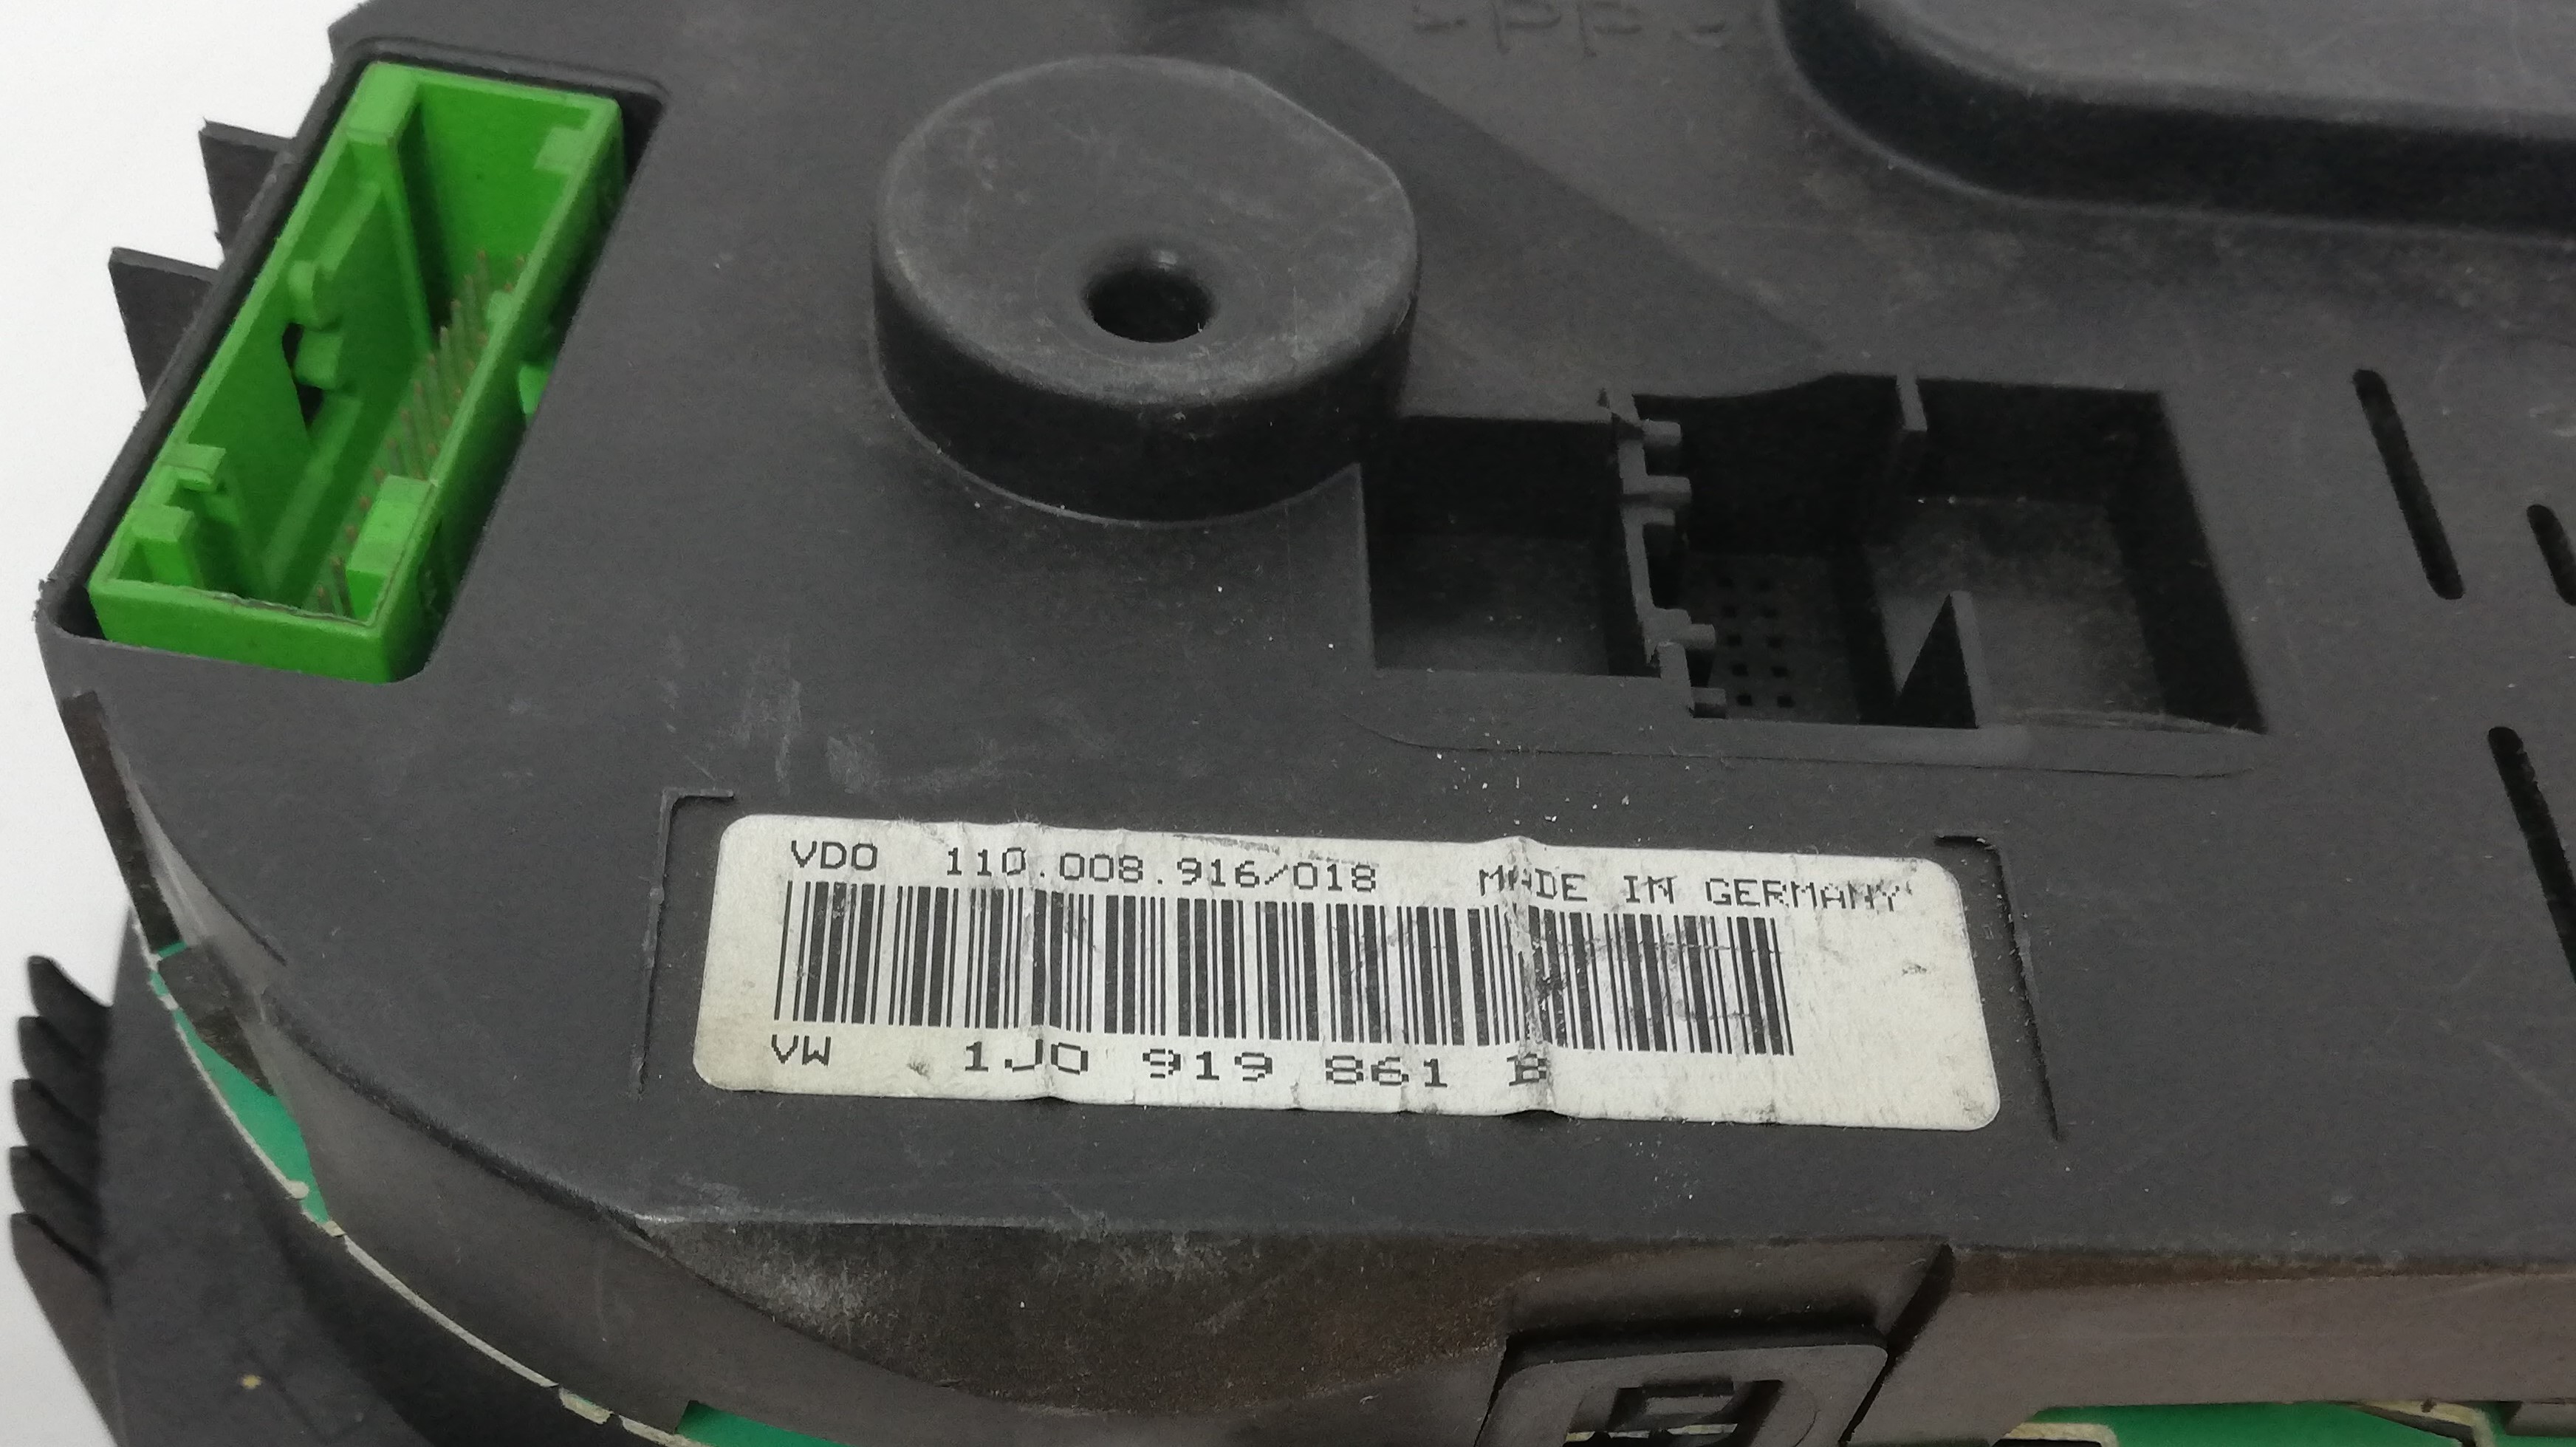 VDO 110.008.916/018 MADE IN GERMANY
VW 1J0 919 861 B